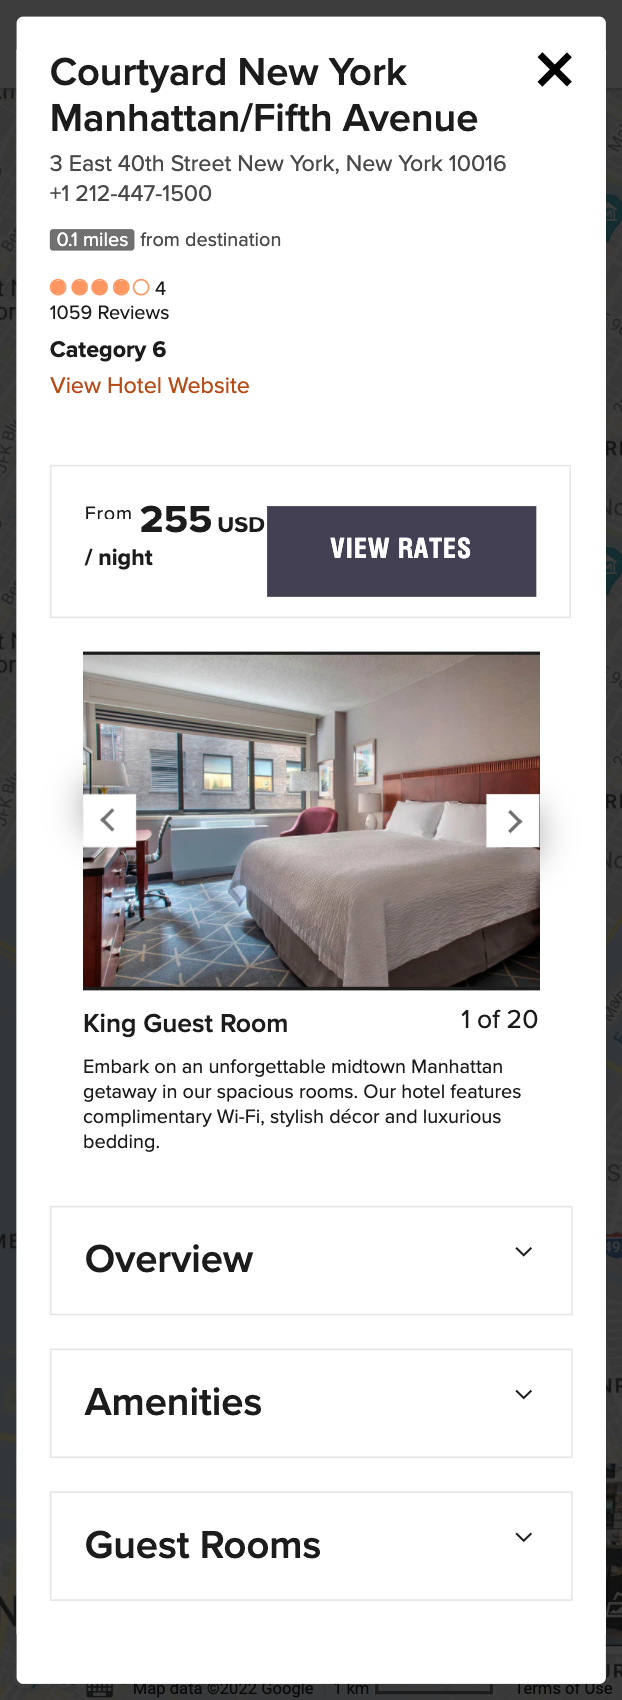 Courtyard New York
Manhattan/Fifth Avenue
3 East 40th Street New York, New York 10016
+1 212-447-1500
0.1 miles from destination
4
1059 Reviews
Category 6
View Hotel Website
From 255 USD
/ night
VIEW RATES
King Guest Room
1 of 20
Embark on an unforgettable midtown Manhattan
getaway in our spacious rooms. Our hotel features
complimentary Wi-Fi, stylish décor and luxurious
bedding.
Overview
Amenities
Guest Rooms
Map data ©2022 Google
1 km
Terms of Use